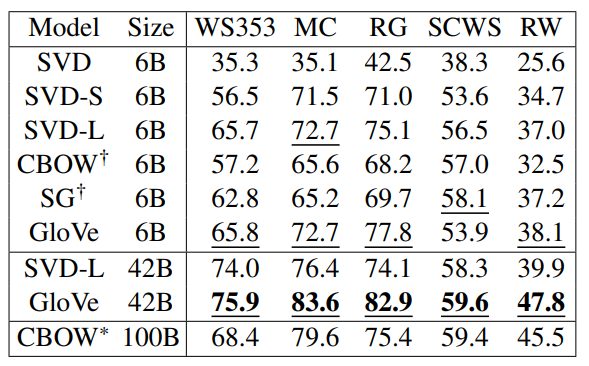 Model Size WS353 MC RG SCWS RW
SVD 6B 35.3 35.1 42.5 38.3 25.6
SVD-S 6B 56.5 71.5 71.0 53.6 34.7
SVD-L 6B 65.7 72.7 75.1 56.5 37.0
CBOW† 6B 57.2 65.6 68.2 57.0 32.5
SG† 6B 62.8 65.2 69.7 58.1 37.2
GloVe 6B 65.8 72.7 77.8 53.9 38.1
SVD-L 42B 74.0 76.4 74.1 58.3 39.9
GloVe 42B 75.9 83.6 82.9 59.6 47.8
CBOW* 100B 68.4 79.6 75.4 59.4 45.5